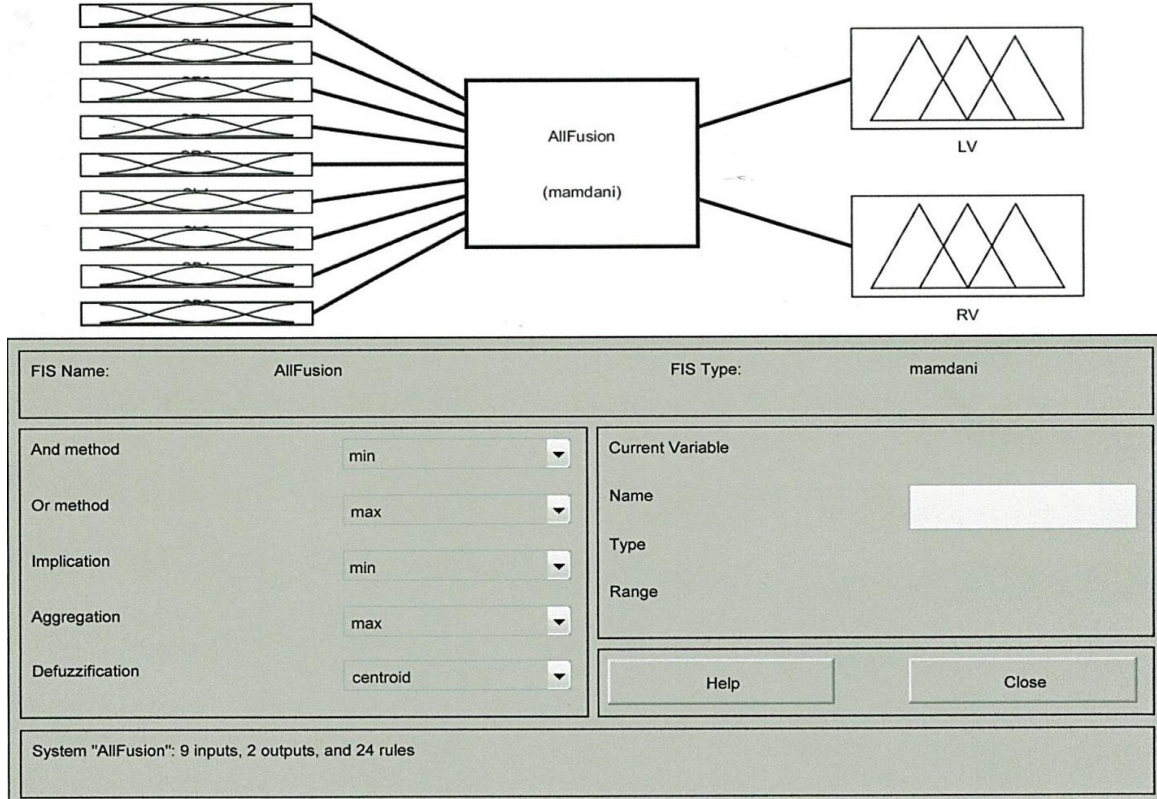 AllFusion
(mamdani)
LV
RV
FIS Name: AllFusion FIS Type: mamdani
And method min
Or method max
Implication min
Aggregation max
Defuzzification centroid
Current Variable
Name
Type
Range
Help Close
System "AllFusion": 9 inputs, 2 outputs, and 24 rules